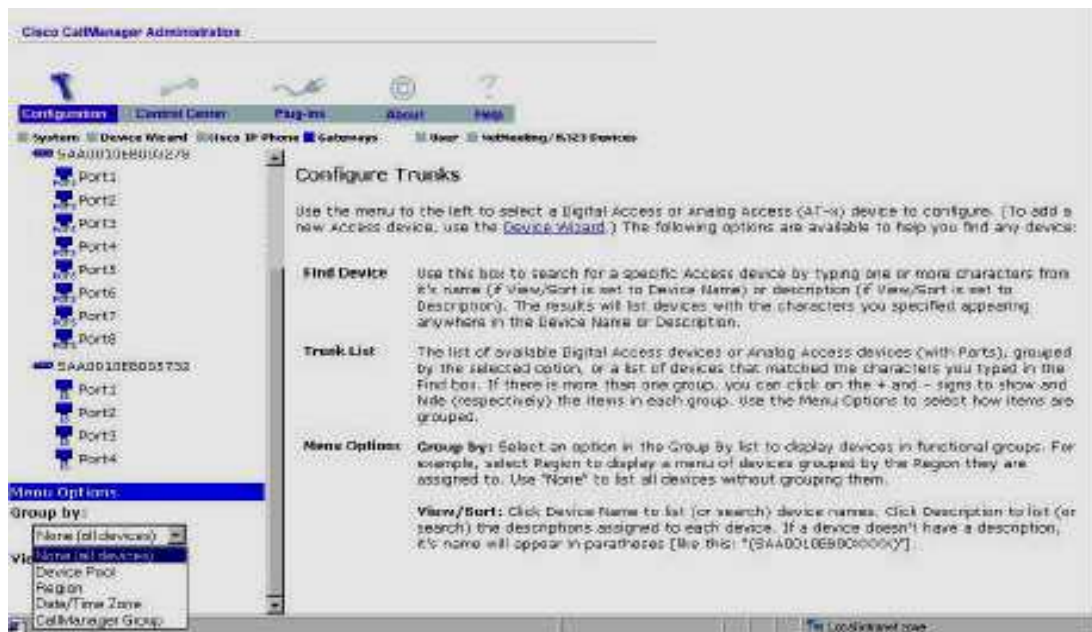 Cisco CallManager Administration
Configuration Control Center Plug-ins About Help
System Device Wizard Cisco IP Phone Gateways User NetMeeting/H.323 Devices
Port1
Port2
Port3
Port4
Port5
Port6
Port7
Port8
Port1
Port2
Port3
Port4
Menu Options
Group by:
None (all devices)
None (all devices)
Device Pool
Region
Date/Time Zone
CallManager Group
Configure Trunks
Use the menu to the left to select a Digital Access or Analog Access (AT-x) device to configure. (To add a
new Access device, use the Device Wizard.) The following options are available to help you find any device:
Find Device Use this box to search for a specific Access device by typing one or more characters from
it's name (if View/Sort is set to Device Name) or description (if View/Sort is set to
Description). The results will list devices with the characters you specified appearing
anywhere in the Device Name or Description.
Trunk List The list of available Digital Access devices or Analog Access devices (with Ports), grouped
by the selected option, or a list of devices that matched the characters you typed in the
Find box. If there is more than one group, you can click on the + and - signs to show and
hide (respectively) the items in each group. Use the Menu Options to select how items are
grouped.
Menu Options Group by: Select an option in the Group By list to display devices in functional groups. For
example, select Region to display a menu of devices grouped by the Region they are
assigned to. Use "None" to list all devices without grouping them.
View/Sort: Click Device Name to list (or search) device names. Click Description to list (or
search) the descriptions assigned to each device. If a device doesn't have a description,
it's name will appear in paratheses [like this: "(SAA0010EB00XXXX)"].
Local intranet zone